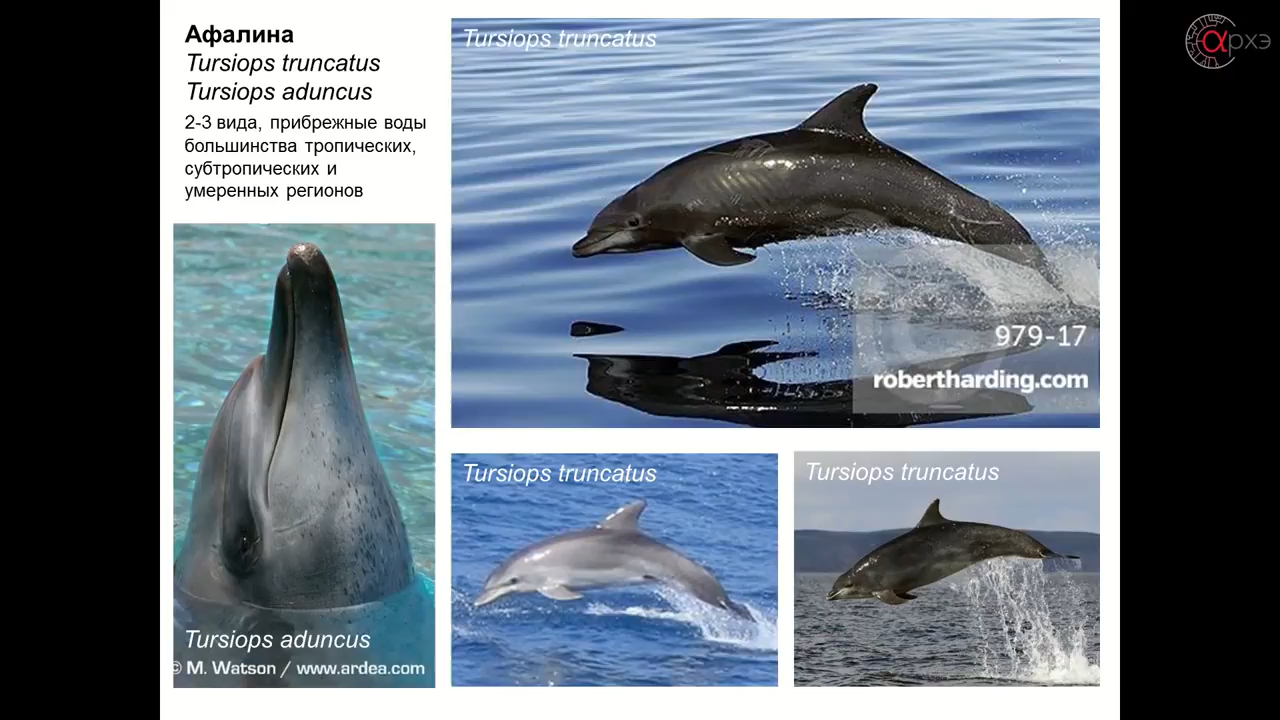 Афалина
Tursiops truncatus
Tursiops aduncus
2-3 вида, прибрежные воды
большинства тропических,
субтропических и
умеренных регионов
Tursiops truncatus
979-17
robertharding.com
Tursiops aduncus
© M. Watson / www.ardea.com
Tursiops truncatus
Tursiops truncatus
αрхэ